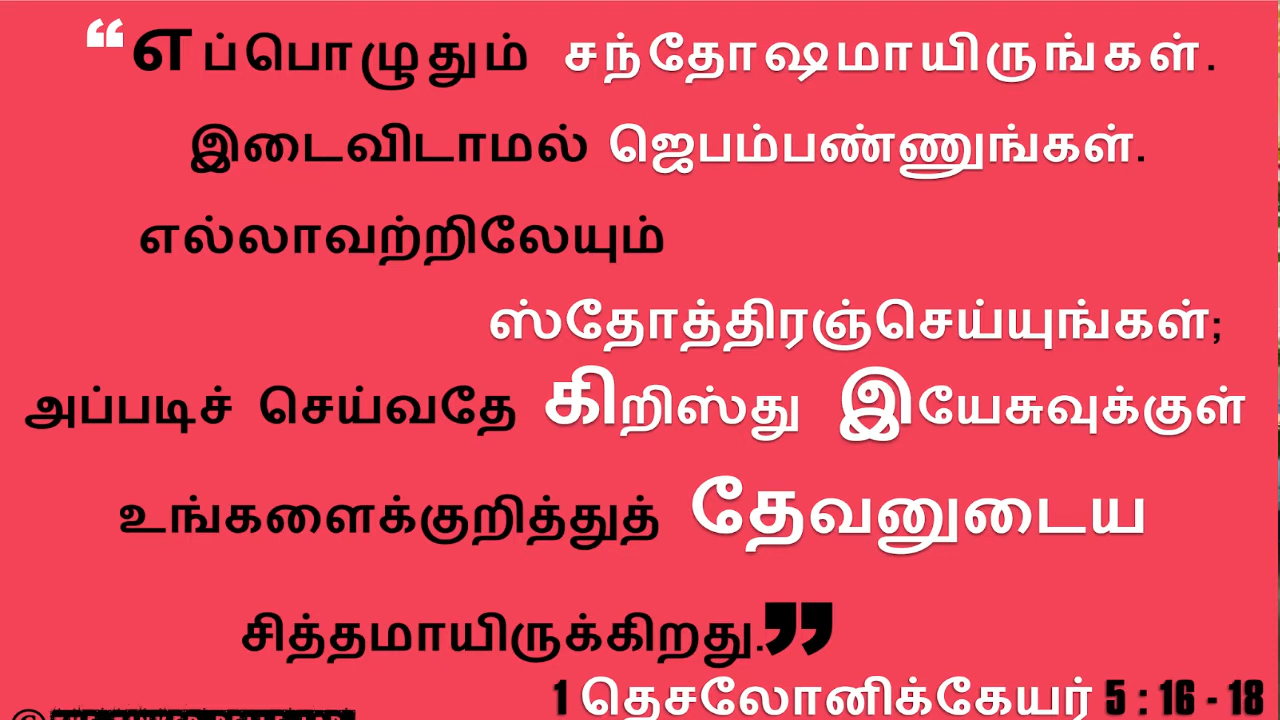 “எப்பொழுதும் சந்தோஷமாயிருங்கள்.
இடைவிடாமல் ஜெபம்பண்ணுங்கள்.
எல்லாவற்றிலேயும்
ஸ்தோத்திரஞ்செய்யுங்கள்;
அப்படிச் செய்வதே கிறிஸ்து இயேசுவுக்குள்
உங்களைக்குறித்துத் தேவனுடைய
சித்தமாயிருக்கிறது.”
1 தெசலோனிக்கேயர் 5 : 16 - 18